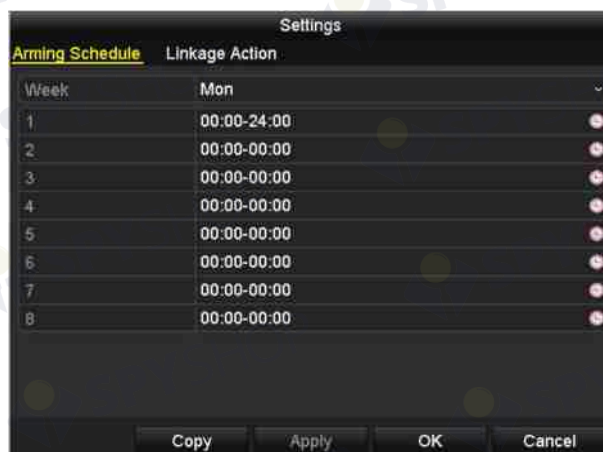 Settings
Arming Schedule Linkage Action
Week Mon
1 00:00-24:00
2 00:00-00:00
3 00:00-00:00
4 00:00-00:00
5 00:00-00:00
6 00:00-00:00
7 00:00-00:00
8 00:00-00:00
Copy Apply OK Cancel